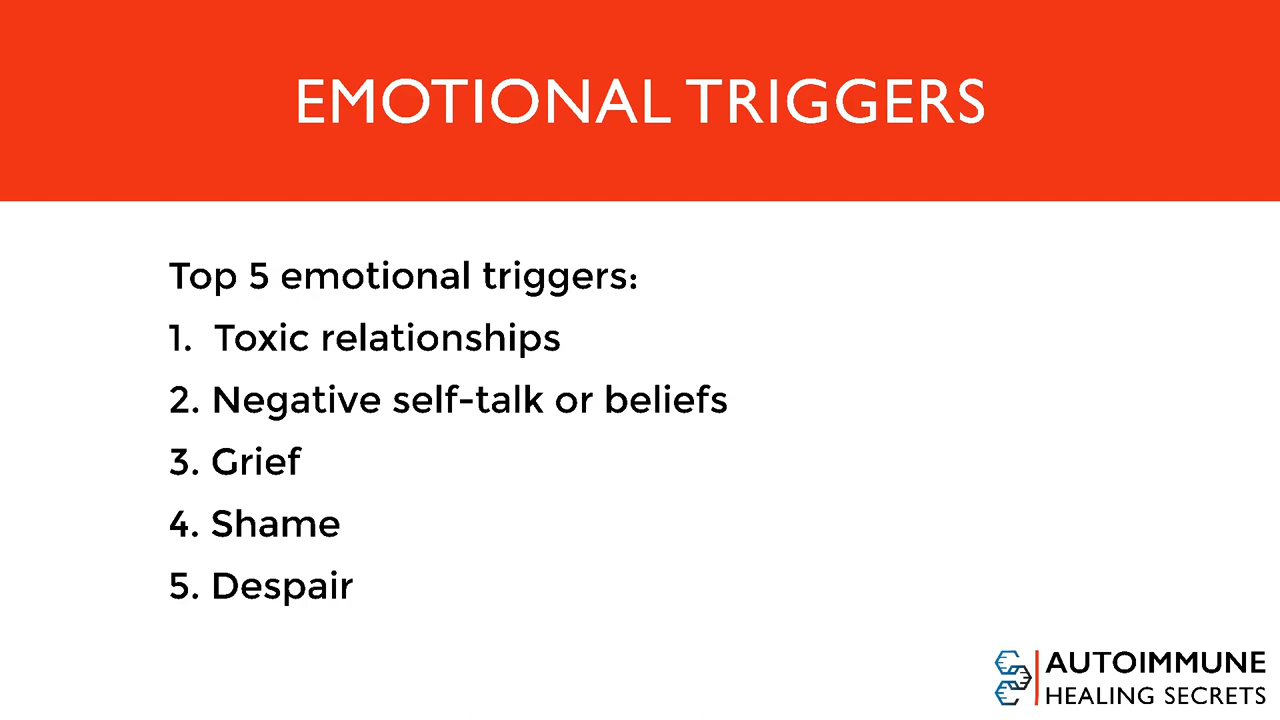 EMOTIONAL TRIGGERS
Top 5 emotional triggers:
1. Toxic relationships
2. Negative self-talk or beliefs
3. Grief
4. Shame
5. Despair
AUTOIMMUNE
HEALING SECRETS